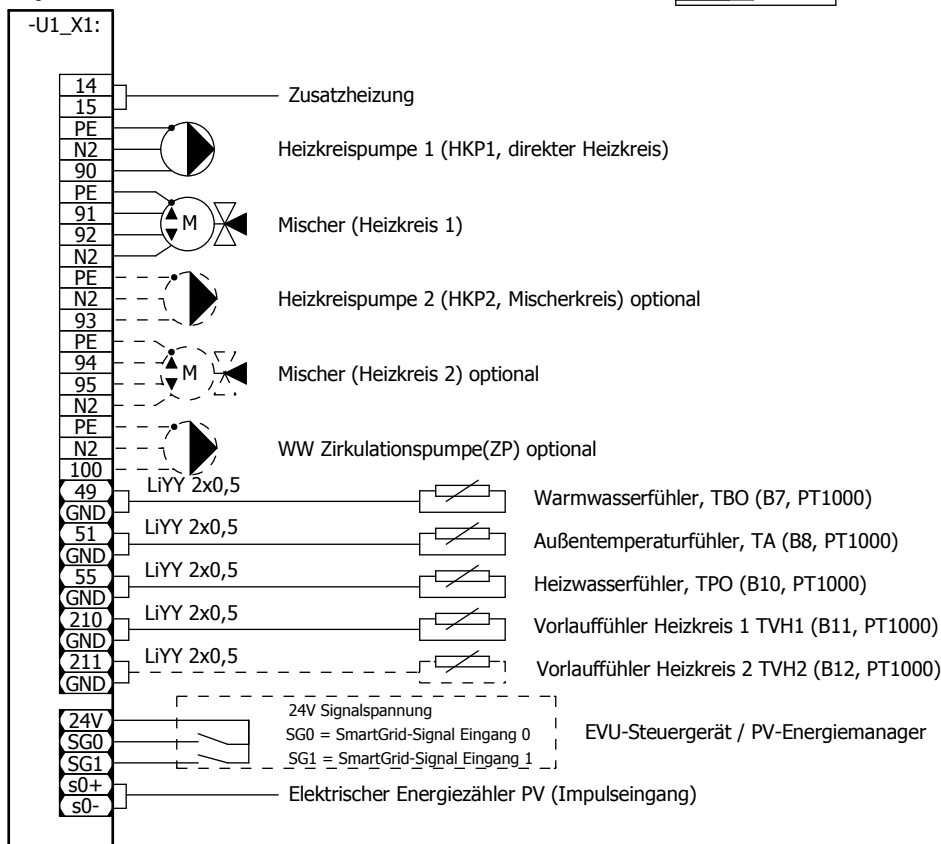 -U1_X1:
14
15
Zusatzheizung
PE
N2
90
Heizkreispumpe 1 (HKP1, direkter Heizkreis)
PE
91
92
N2
M
Mischer (Heizkreis 1)
PE
N2
93
Heizkreispumpe 2 (HKP2, Mischerkreis) optional
PE
94
95
N2
M
Mischer (Heizkreis 2) optional
PE
N2
100
WW Zirkulationspumpe(ZP) optional
49
GND
LiYY 2x0,5
Warmwasserfühler, TBO (B7, PT1000)
51
GND
LiYY 2x0,5
Außentemperaturfühler, TA (B8, PT1000)
55
GND
LiYY 2x0,5
Heizwasserfühler, TPO (B10, PT1000)
210
GND
LiYY 2x0,5
Vorlauffühler Heizkreis 1 TVH1 (B11, PT1000)
211
GND
LiYY 2x0,5
Vorlauffühler Heizkreis 2 TVH2 (B12, PT1000)
24V
SG0
SG1
24V Signalspannung
SG0 = SmartGrid-Signal Eingang 0
SG1 = SmartGrid-Signal Eingang 1
EVU-Steuergerät / PV-Energiemanager
s0+
s0-
Elektrischer Energiezähler PV (Impulseingang)